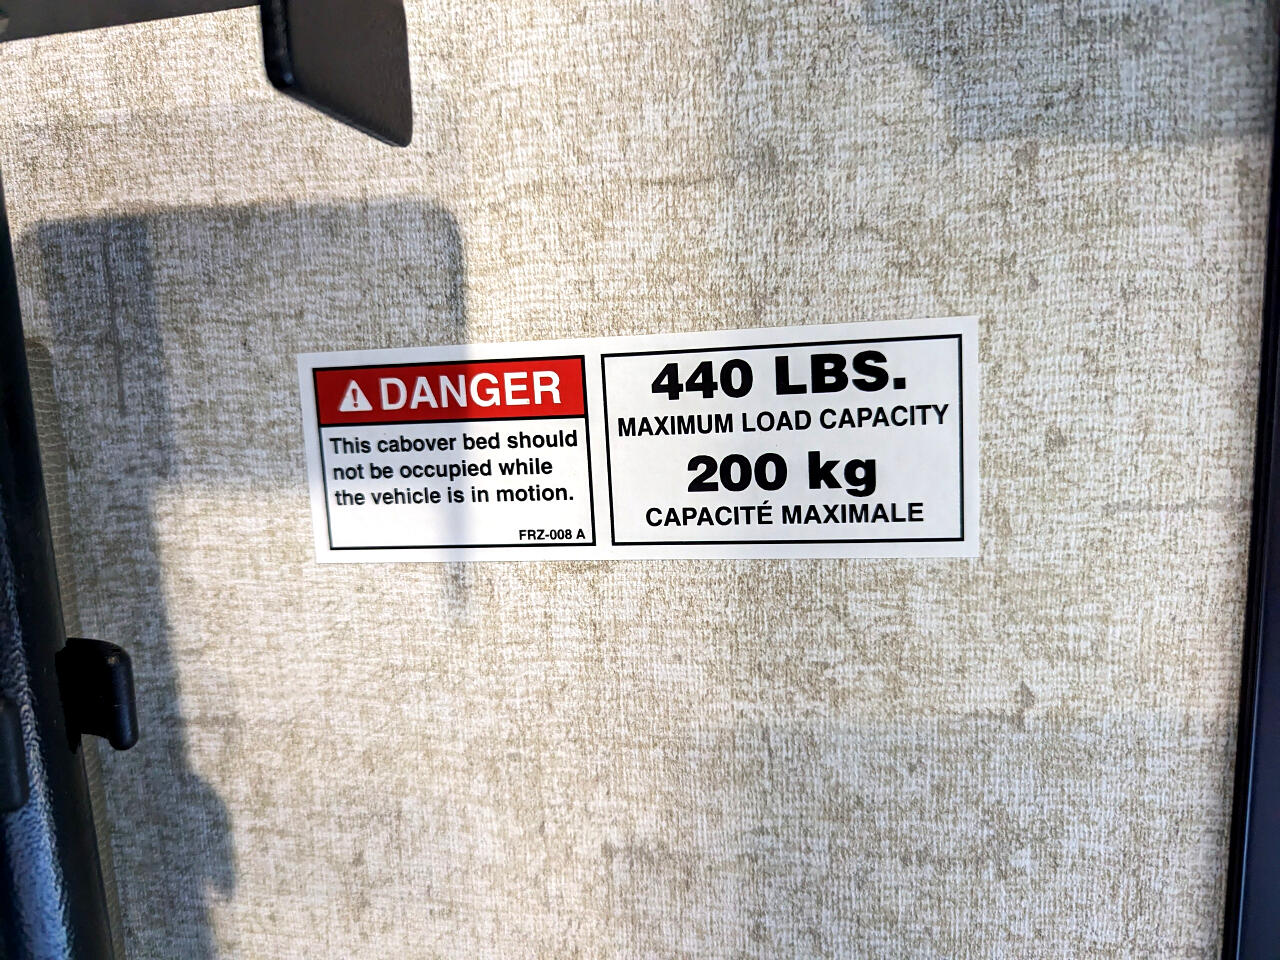 DANGER
This cabover bed should
not be occupied while
the vehicle is in motion.
FRZ-008 A
440 LBS.
MAXIMUM LOAD CAPACITY
200 kg
CAPACITÉ MAXIMALE